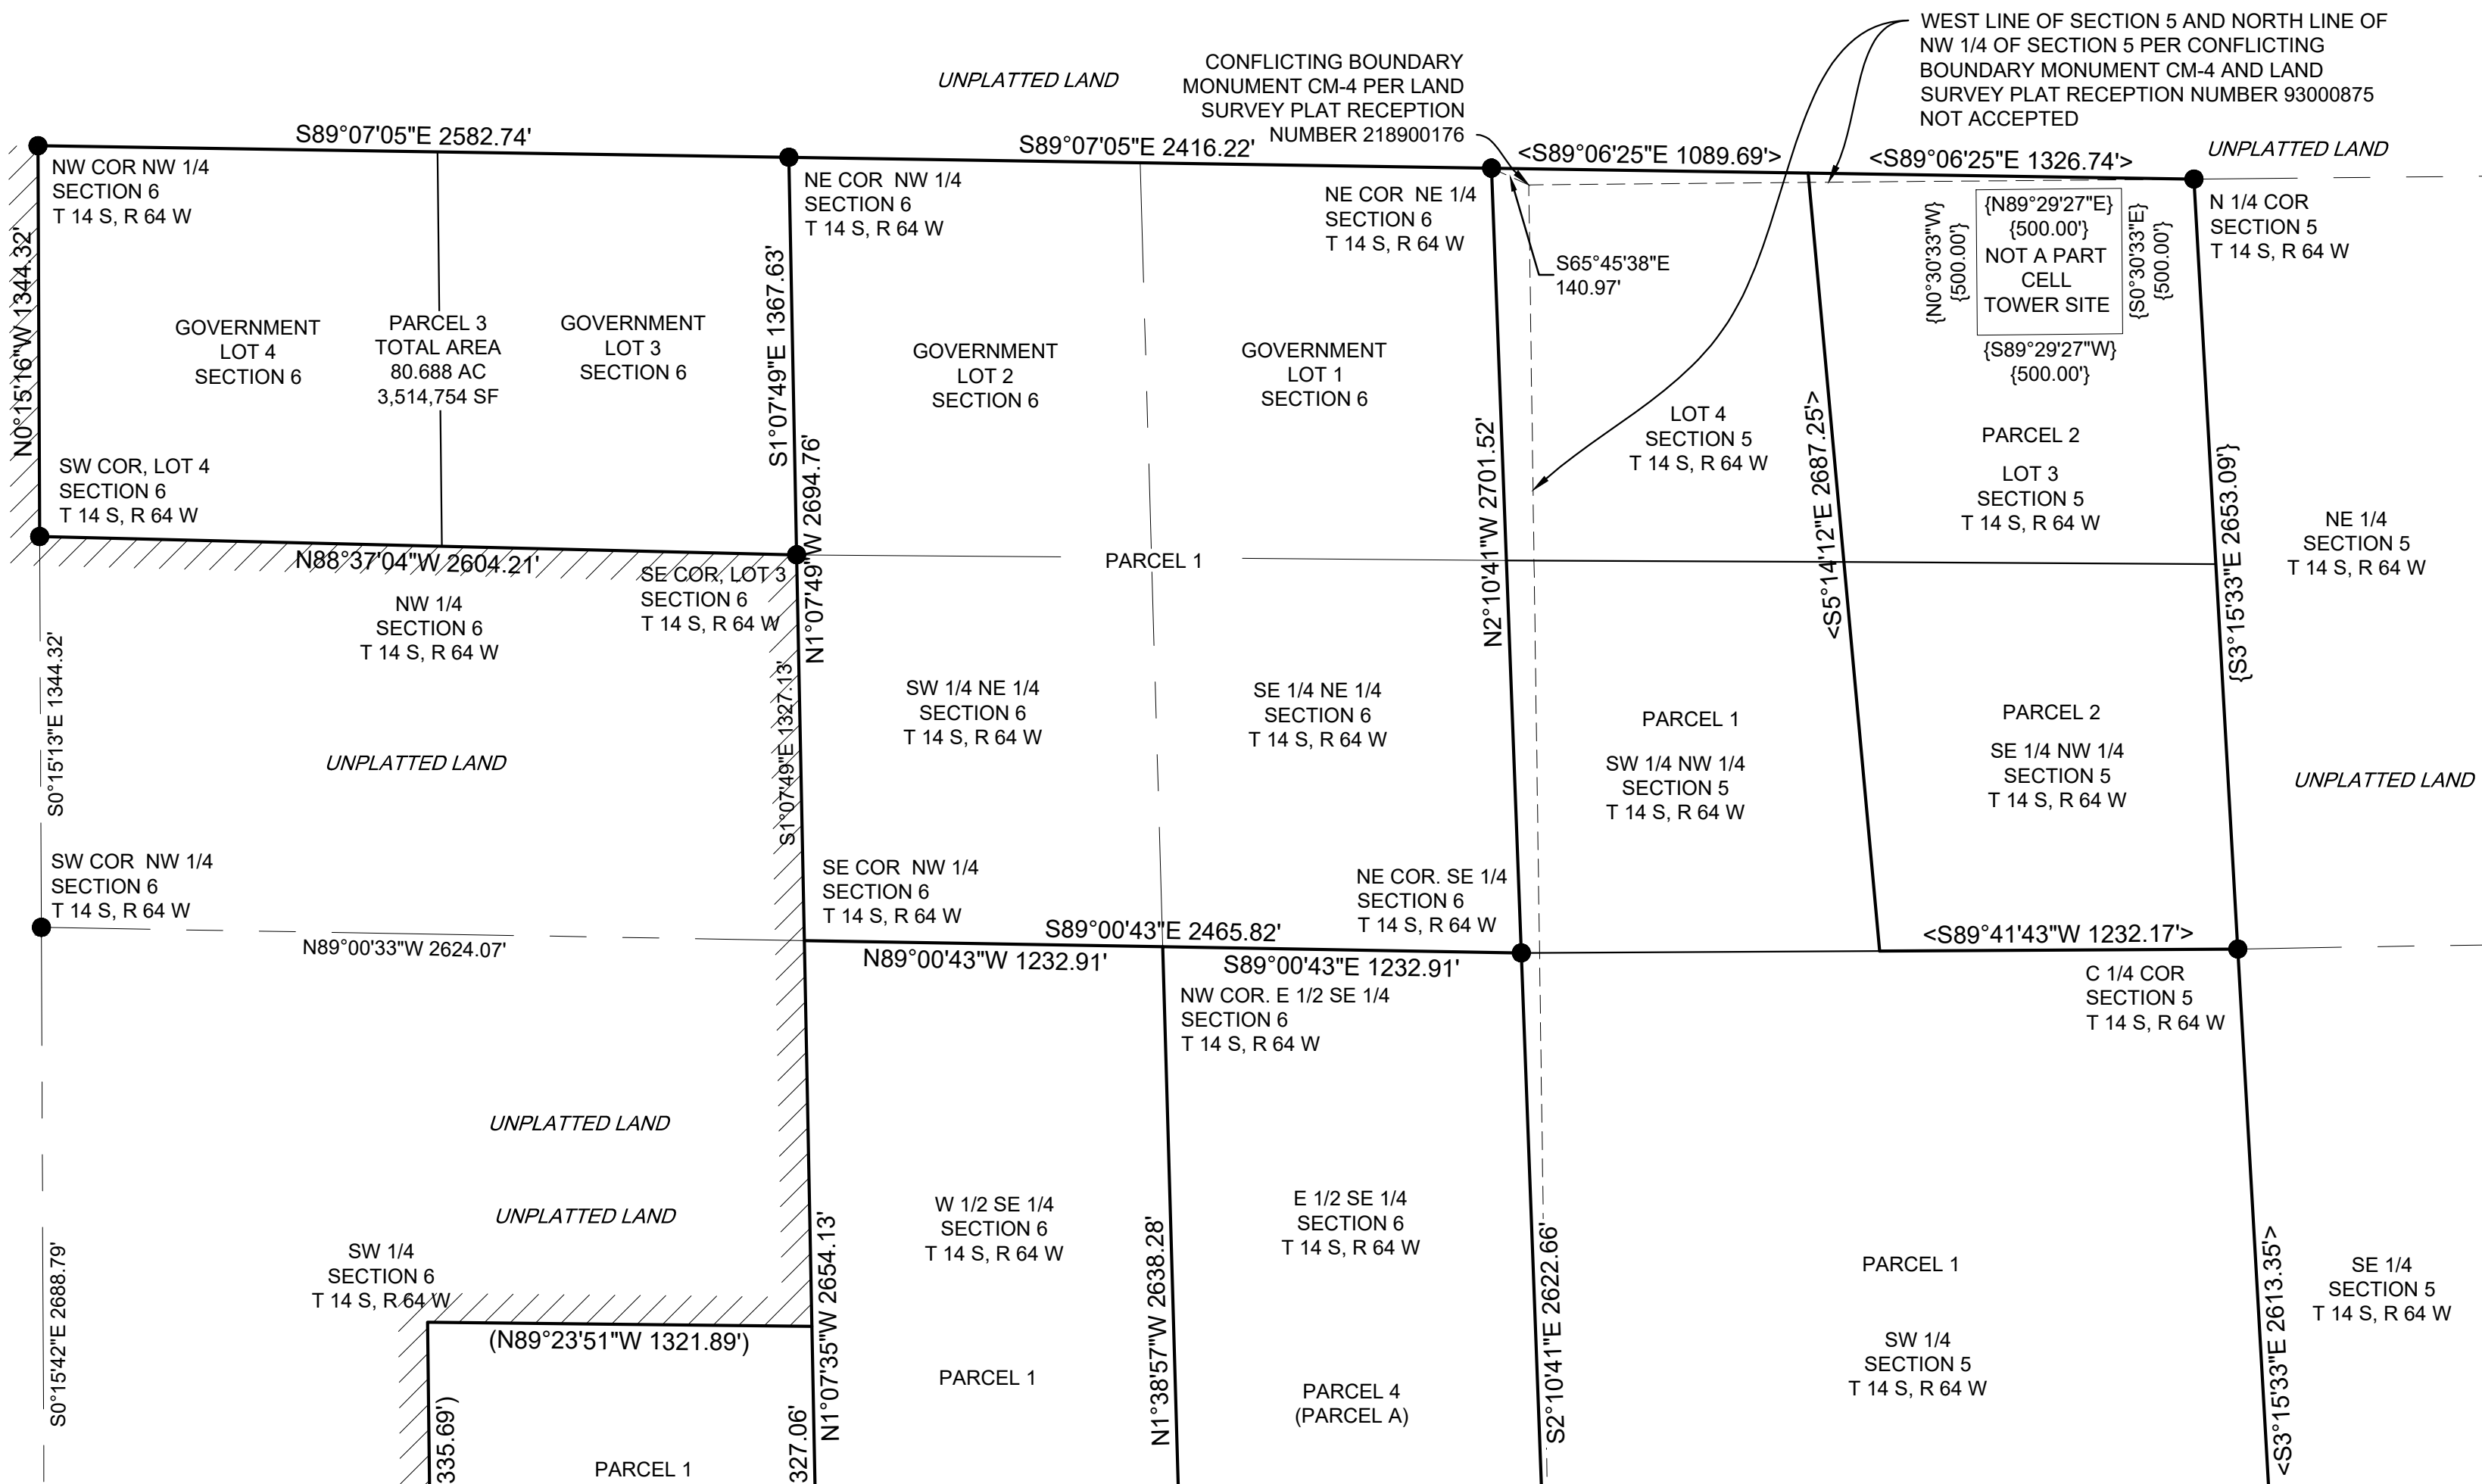 WEST LINE OF SECTION 5 AND NORTH LINE OF
NW 1/4 OF SECTION 5 PER CONFLICTING
BOUNDARY MONUMENT CM-4 AND LAND
SURVEY PLAT RECEPTION NUMBER 93000875
NOT ACCEPTED
CONFLICTING BOUNDARY
MONUMENT CM-4 PER LAND
SURVEY PLAT RECEPTION
NUMBER 218900176
UNPLATTED LAND
UNPLATTED LAND
S89°07'05"E 2582.74'
S89°07'05"E 2416.22'
<S89°06'25"E 1089.69'>
<S89°06'25"E 1326.74'>
NW COR NW 1/4
SECTION 6
T 14 S, R 64 W
NE COR NW 1/4
SECTION 6
T 14 S, R 64 W
NE COR NE 1/4
SECTION 6
T 14 S, R 64 W
N 1/4 COR
SECTION 5
T 14 S, R 64 W
{N0°30'33"W}
{500.00'}
{N89°29'27"E}
{500.00'}
NOT A PART
CELL
TOWER SITE
{S0°30'33"E}
{500.00'}
{S89°29'27"W}
{500.00'}
S65°45'38"E
140.97'
N0°15'16"W 1344.32'
GOVERNMENT
LOT 4
SECTION 6
PARCEL 3
TOTAL AREA
80.688 AC
3,514,754 SF
GOVERNMENT
LOT 3
SECTION 6
S1°07'49"E 1367.63'
GOVERNMENT
LOT 2
SECTION 6
GOVERNMENT
LOT 1
SECTION 6
LOT 4
SECTION 5
T 14 S, R 64 W
PARCEL 2
LOT 3
SECTION 5
T 14 S, R 64 W
SW COR, LOT 4
SECTION 6
T 14 S, R 64 W
N1°07'49"W 2694.76'
N2°10'41"W 2701.52'
<S5°14'12"E 2687.25'>
{S3°15'33"E 2653.09'}
NE 1/4
SECTION 5
T 14 S, R 64 W
N88°37'04"W 2604.21'
SE COR, LOT 3
SECTION 6
T 14 S, R 64 W
PARCEL 1
NW 1/4
SECTION 6
T 14 S, R 64 W
S0°15'13"E 1344.32'
S1°07'49"E 1327.13'
UNPLATTED LAND
SW 1/4 NE 1/4
SECTION 6
T 14 S, R 64 W
SE 1/4 NE 1/4
SECTION 6
T 14 S, R 64 W
PARCEL 1
SW 1/4 NW 1/4
SECTION 5
T 14 S, R 64 W
PARCEL 2
SE 1/4 NW 1/4
SECTION 5
T 14 S, R 64 W
UNPLATTED LAND
SW COR NW 1/4
SECTION 6
T 14 S, R 64 W
SE COR NW 1/4
SECTION 6
T 14 S, R 64 W
NE COR. SE 1/4
SECTION 6
T 14 S, R 64 W
N89°00'33"W 2624.07'
S89°00'43"E 2465.82'
N89°00'43"W 1232.91'
S89°00'43"E 1232.91'
<S89°41'43"W 1232.17'>
NW COR. E 1/2 SE 1/4
SECTION 6
T 14 S, R 64 W
C 1/4 COR
SECTION 5
T 14 S, R 64 W
UNPLATTED LAND
UNPLATTED LAND
SW 1/4
SECTION 6
T 14 S, R 64 W
S0°15'42"E 2688.79'
W 1/2 SE 1/4
SECTION 6
T 14 S, R 64 W
E 1/2 SE 1/4
SECTION 6
T 14 S, R 64 W
N1°07'35"W 2654.13'
N1°38'57"W 2638.28'
S2°10'41"E 2622.66'
<S3°15'33"E 2613.35'>
PARCEL 1
SW 1/4
SECTION 5
T 14 S, R 64 W
SE 1/4
SECTION 5
T 14 S, R 64 W
(N89°23'51"W 1321.89')
PARCEL 1
PARCEL 4
(PARCEL A)
335.69')
327.06'
PARCEL 1